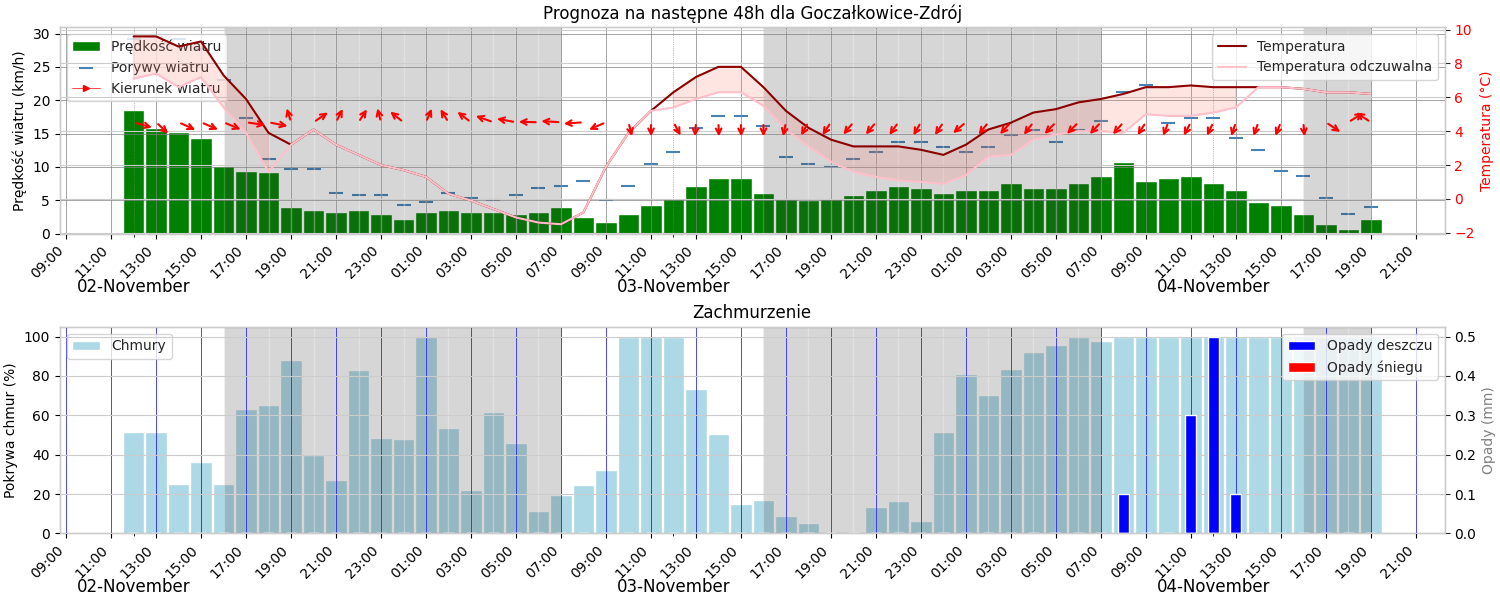 Prognoza na następne 48h dla Goczałkowice-Zdrój
Prędkość wiatru (km/h)
30
25
20
15
10
5
0
Prędkość wiatru
Porywy wiatru
Kierunek wiatru
Temperatura
Temperatura odczuwalna
10
8
6
4
2
0
−2
Temperatura (°C)
09:00 11:00 13:00 15:00 17:00 19:00 21:00 23:00 01:00 03:00 05:00 07:00 09:00 11:00 13:00 15:00 17:00 19:00 21:00 23:00 01:00 03:00 05:00 07:00 09:00 11:00 13:00 15:00 17:00 19:00 21:00
02-November 03-November 04-November
Zachmurzenie
Pokrywa chmur (%)
100
80
60
40
20
0
Chmury
Opady deszczu
Opady śniegu
0.5
0.4
0.3
0.2
0.1
0.0
Opady (mm)
09:00 11:00 13:00 15:00 17:00 19:00 21:00 23:00 01:00 03:00 05:00 07:00 09:00 11:00 13:00 15:00 17:00 19:00 21:00 23:00 01:00 03:00 05:00 07:00 09:00 11:00 13:00 15:00 17:00 19:00 21:00
02-November 03-November 04-November